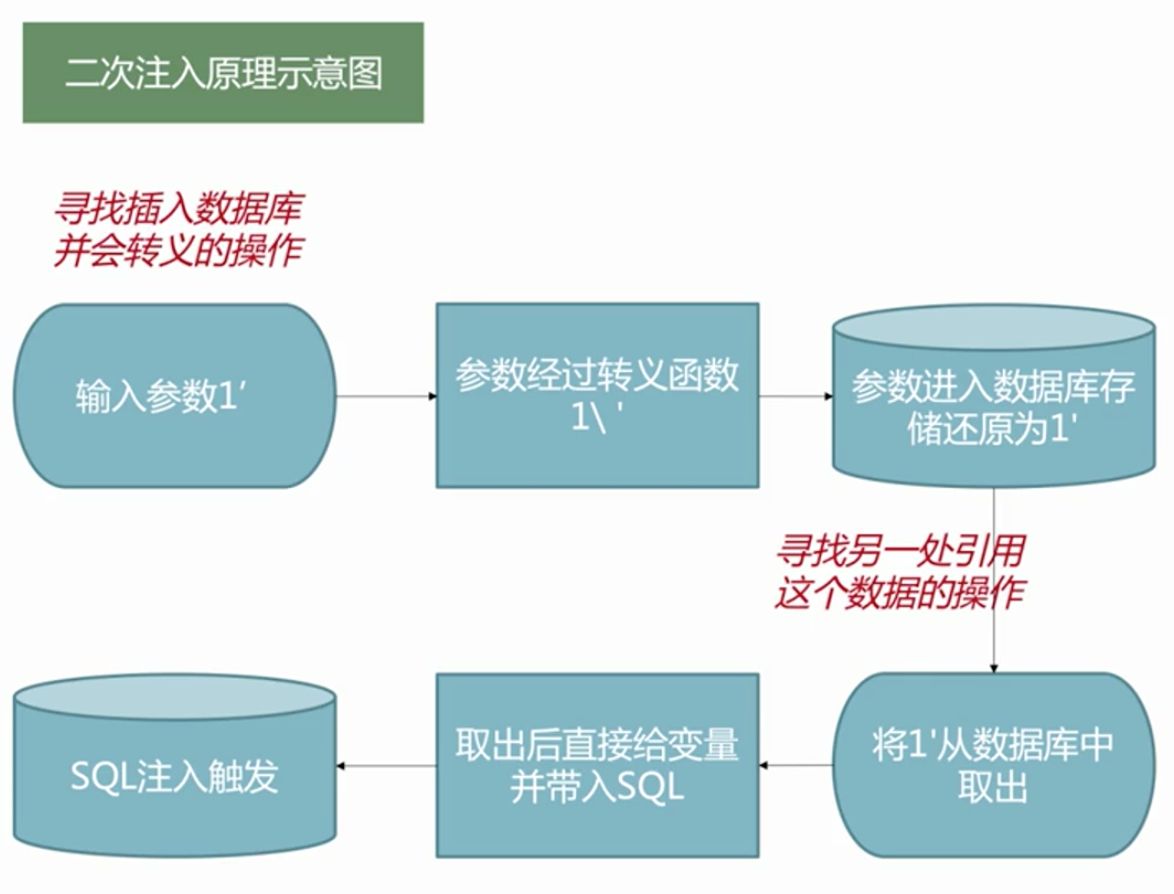 二次注入原理示意图
寻找插入数据库
并会转义的操作
输入参数1′
参数经过转义函数
1\ '
参数进入数据库存
储还原为1'
寻找另一处引用
这个数据的操作
将1'从数据库中
取出
取出后直接给变量
并带入SQL
SQL注入触发